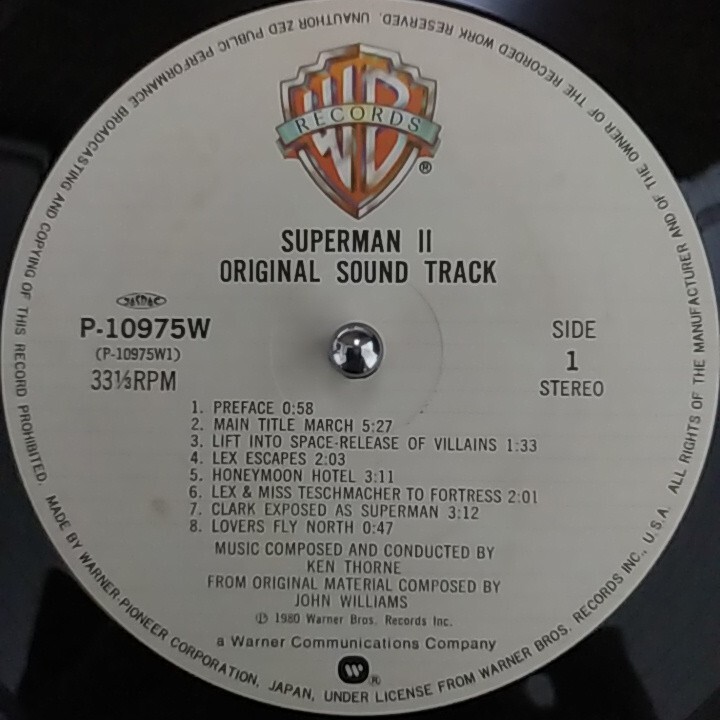 WB
RECORDS
®
SUPERMAN II
ORIGINAL SOUND TRACK
JASRAC
P-10975W
(P-10975W1)
33⅓RPM
SIDE
1
STEREO
1. PREFACE 0:58
2. MAIN TITLE MARCH 5:27
3. LIFT INTO SPACE-RELEASE OF VILLAINS 1:33
4. LEX ESCAPES 2:03
5. HONEYMOON HOTEL 3:11
6. LEX & MISS TESCHMACHER TO FORTRESS 2:01
7. CLARK EXPOSED AS SUPERMAN 3:12
8. LOVERS FLY NORTH 0:47
MUSIC COMPOSED AND CONDUCTED BY
KEN THORNE
FROM ORIGINAL MATERIAL COMPOSED BY
JOHN WILLIAMS
℗ 1980 Warner Bros. Records Inc.
a Warner Communications Company
W ®
MADE BY WARNER-PIONEER CORPORATION, JAPAN, UNDER LICENSE FROM WARNER BROS. RECORDS INC., U.S.A. ALL RIGHTS OF THE MANUFACTURER AND OF THE OWNER OF THE RECORDED WORK RESERVED. UNAUTHORIZED PUBLIC PERFORMANCE BROADCASTING AND COPYING OF THIS RECORD PROHIBITED.